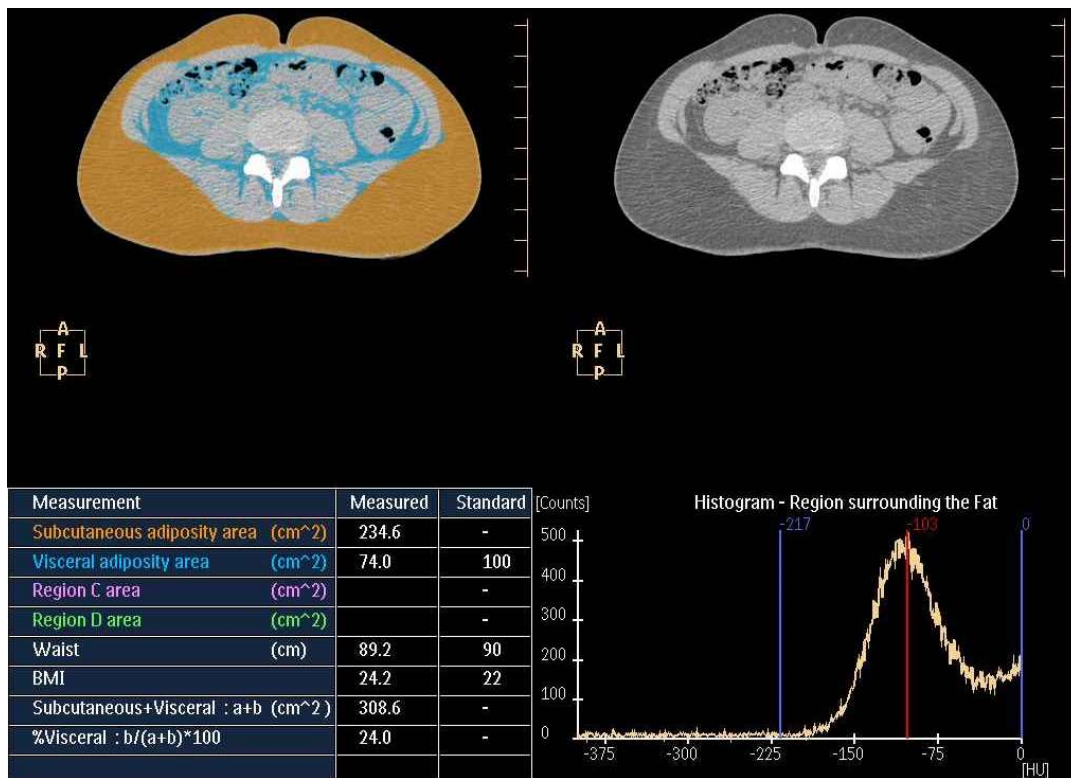 A
R F L
P
A
R F L
P
Measurement Measured Standard
Subcutaneous adiposity area (cm^2) 234.6 -
Visceral adiposity area (cm^2) 74.0 100
Region C area (cm^2) -
Region D area (cm^2) -
Waist (cm) 89.2 90
BMI 24.2 22
Subcutaneous+Visceral : a+b (cm^2 ) 308.6 -
%Visceral : b/(a+b)*100 24.0 -
[Counts] Histogram - Region surrounding the Fat
-217 -103 0
500
400
300
200
100
0
-375 -300 -225 -150 -75 0
[HU]